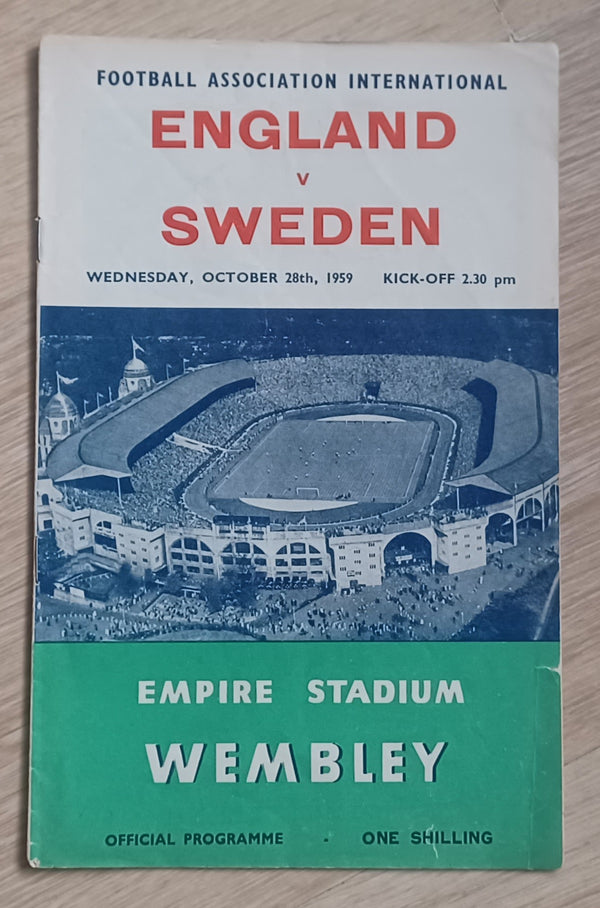 FOOTBALL ASSOCIATION INTERNATIONAL
ENGLAND
v
SWEDEN
WEDNESDAY, OCTOBER 28th, 1959 KICK-OFF 2.30 pm
EMPIRE STADIUM
WEMBLEY
OFFICIAL PROGRAMME - ONE SHILLING